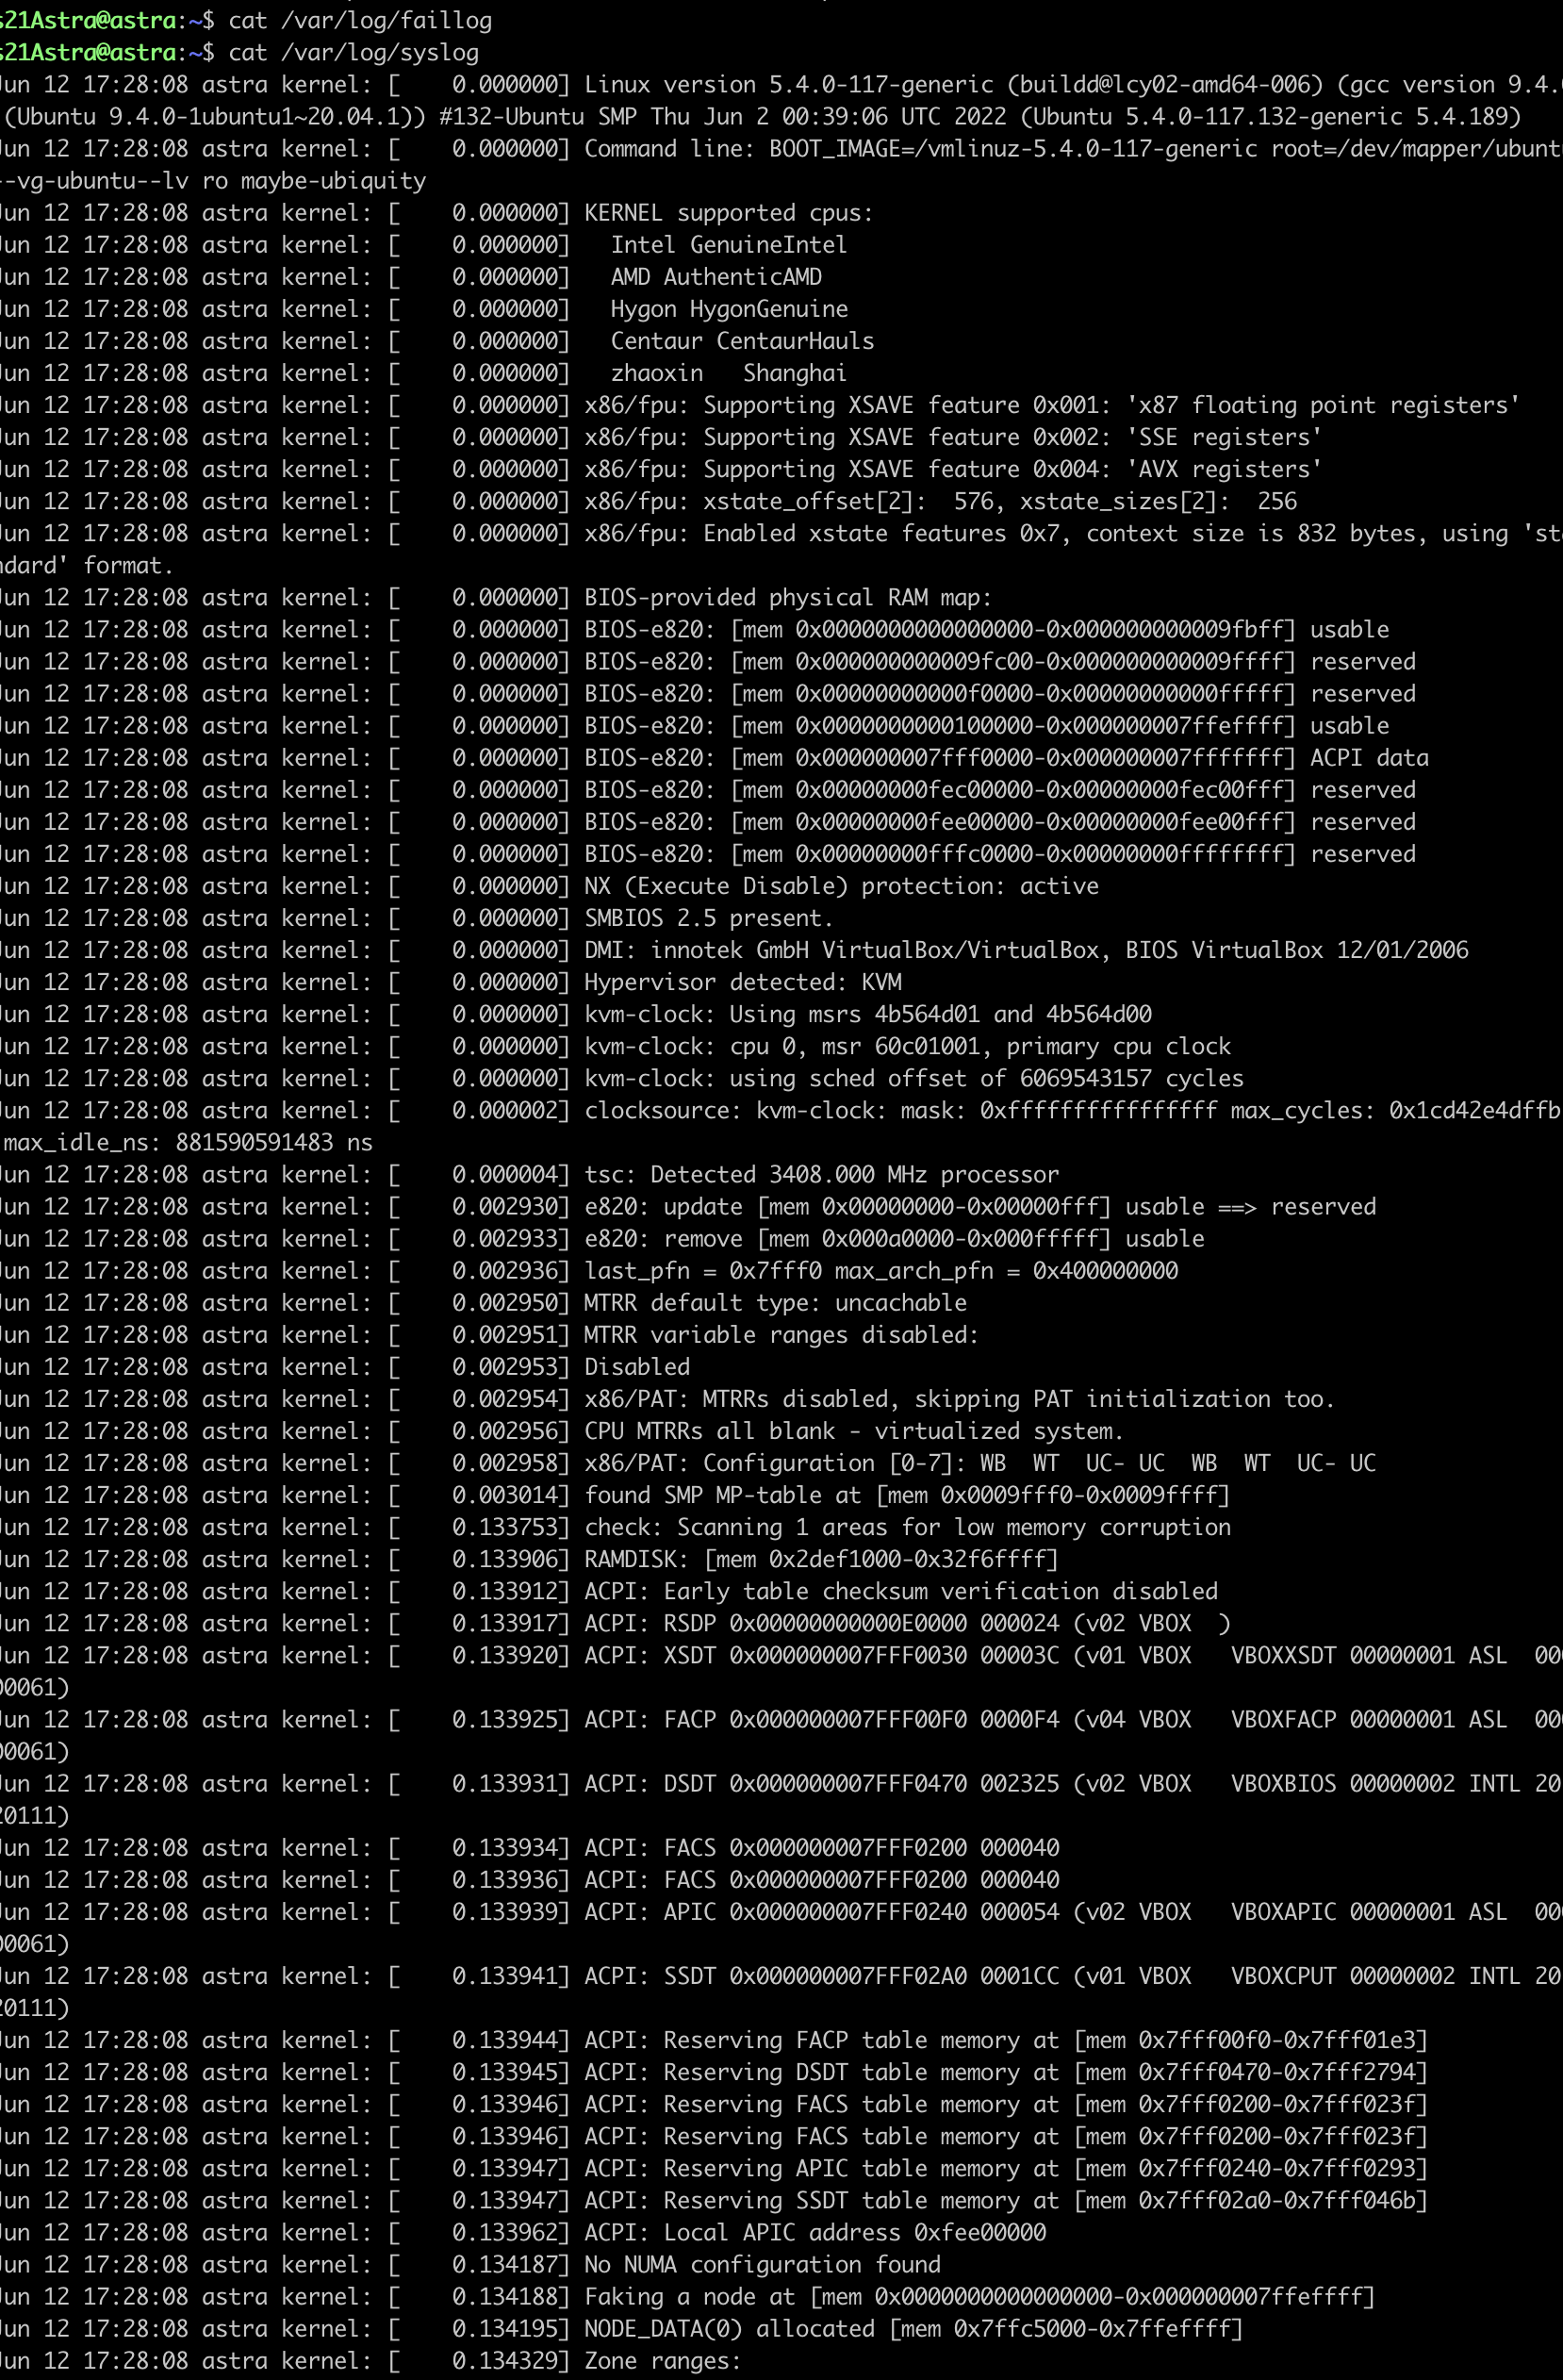 s21Astra@astra:~$ cat /var/log/faillog
s21Astra@astra:~$ cat /var/log/syslog
Jun 12 17:28:08 astra kernel: [    0.000000] Linux version 5.4.0-117-generic (buildd@lcy02-amd64-006) (gcc version 9.4.0
 (Ubuntu 9.4.0-1ubuntu1~20.04.1)) #132-Ubuntu SMP Thu Jun 2 00:39:06 UTC 2022 (Ubuntu 5.4.0-117.132-generic 5.4.189)
Jun 12 17:28:08 astra kernel: [    0.000000] Command line: BOOT_IMAGE=/vmlinuz-5.4.0-117-generic root=/dev/mapper/ubuntu
--vg-ubuntu--lv ro maybe-ubiquity
Jun 12 17:28:08 astra kernel: [    0.000000] KERNEL supported cpus:
Jun 12 17:28:08 astra kernel: [    0.000000]   Intel GenuineIntel
Jun 12 17:28:08 astra kernel: [    0.000000]   AMD AuthenticAMD
Jun 12 17:28:08 astra kernel: [    0.000000]   Hygon HygonGenuine
Jun 12 17:28:08 astra kernel: [    0.000000]   Centaur CentaurHauls
Jun 12 17:28:08 astra kernel: [    0.000000]   zhaoxin   Shanghai
Jun 12 17:28:08 astra kernel: [    0.000000] x86/fpu: Supporting XSAVE feature 0x001: 'x87 floating point registers'
Jun 12 17:28:08 astra kernel: [    0.000000] x86/fpu: Supporting XSAVE feature 0x002: 'SSE registers'
Jun 12 17:28:08 astra kernel: [    0.000000] x86/fpu: Supporting XSAVE feature 0x004: 'AVX registers'
Jun 12 17:28:08 astra kernel: [    0.000000] x86/fpu: xstate_offset[2]:  576, xstate_sizes[2]:  256
Jun 12 17:28:08 astra kernel: [    0.000000] x86/fpu: Enabled xstate features 0x7, context size is 832 bytes, using 'sta
ndard' format.
Jun 12 17:28:08 astra kernel: [    0.000000] BIOS-provided physical RAM map:
Jun 12 17:28:08 astra kernel: [    0.000000] BIOS-e820: [mem 0x0000000000000000-0x000000000009fbff] usable
Jun 12 17:28:08 astra kernel: [    0.000000] BIOS-e820: [mem 0x000000000009fc00-0x000000000009ffff] reserved
Jun 12 17:28:08 astra kernel: [    0.000000] BIOS-e820: [mem 0x00000000000f0000-0x00000000000fffff] reserved
Jun 12 17:28:08 astra kernel: [    0.000000] BIOS-e820: [mem 0x0000000000100000-0x000000007ffeffff] usable
Jun 12 17:28:08 astra kernel: [    0.000000] BIOS-e820: [mem 0x000000007fff0000-0x000000007fffffff] ACPI data
Jun 12 17:28:08 astra kernel: [    0.000000] BIOS-e820: [mem 0x00000000fec00000-0x00000000fec00fff] reserved
Jun 12 17:28:08 astra kernel: [    0.000000] BIOS-e820: [mem 0x00000000fee00000-0x00000000fee00fff] reserved
Jun 12 17:28:08 astra kernel: [    0.000000] BIOS-e820: [mem 0x00000000fffc0000-0x00000000ffffffff] reserved
Jun 12 17:28:08 astra kernel: [    0.000000] NX (Execute Disable) protection: active
Jun 12 17:28:08 astra kernel: [    0.000000] SMBIOS 2.5 present.
Jun 12 17:28:08 astra kernel: [    0.000000] DMI: innotek GmbH VirtualBox/VirtualBox, BIOS VirtualBox 12/01/2006
Jun 12 17:28:08 astra kernel: [    0.000000] Hypervisor detected: KVM
Jun 12 17:28:08 astra kernel: [    0.000000] kvm-clock: Using msrs 4b564d01 and 4b564d00
Jun 12 17:28:08 astra kernel: [    0.000000] kvm-clock: cpu 0, msr 60c01001, primary cpu clock
Jun 12 17:28:08 astra kernel: [    0.000000] kvm-clock: using sched offset of 6069543157 cycles
Jun 12 17:28:08 astra kernel: [    0.000002] clocksource: kvm-clock: mask: 0xffffffffffffffff max_cycles: 0x1cd42e4dffb
 max_idle_ns: 881590591483 ns
Jun 12 17:28:08 astra kernel: [    0.000004] tsc: Detected 3408.000 MHz processor
Jun 12 17:28:08 astra kernel: [    0.002930] e820: update [mem 0x00000000-0x00000fff] usable ==> reserved
Jun 12 17:28:08 astra kernel: [    0.002933] e820: remove [mem 0x000a0000-0x000fffff] usable
Jun 12 17:28:08 astra kernel: [    0.002936] last_pfn = 0x7fff0 max_arch_pfn = 0x400000000
Jun 12 17:28:08 astra kernel: [    0.002950] MTRR default type: uncachable
Jun 12 17:28:08 astra kernel: [    0.002951] MTRR variable ranges disabled:
Jun 12 17:28:08 astra kernel: [    0.002953] Disabled
Jun 12 17:28:08 astra kernel: [    0.002954] x86/PAT: MTRRs disabled, skipping PAT initialization too.
Jun 12 17:28:08 astra kernel: [    0.002956] CPU MTRRs all blank - virtualized system.
Jun 12 17:28:08 astra kernel: [    0.002958] x86/PAT: Configuration [0-7]: WB  WT  UC- UC  WB  WT  UC- UC
Jun 12 17:28:08 astra kernel: [    0.003014] found SMP MP-table at [mem 0x0009fff0-0x0009ffff]
Jun 12 17:28:08 astra kernel: [    0.133753] check: Scanning 1 areas for low memory corruption
Jun 12 17:28:08 astra kernel: [    0.133906] RAMDISK: [mem 0x2def1000-0x32f6ffff]
Jun 12 17:28:08 astra kernel: [    0.133912] ACPI: Early table checksum verification disabled
Jun 12 17:28:08 astra kernel: [    0.133917] ACPI: RSDP 0x00000000000E0000 000024 (v02 VBOX  )
Jun 12 17:28:08 astra kernel: [    0.133920] ACPI: XSDT 0x000000007FFF0030 00003C (v01 VBOX   VBOXXSDT 00000001 ASL  000
00061)
Jun 12 17:28:08 astra kernel: [    0.133925] ACPI: FACP 0x000000007FFF00F0 0000F4 (v04 VBOX   VBOXFACP 00000001 ASL  000
00061)
Jun 12 17:28:08 astra kernel: [    0.133931] ACPI: DSDT 0x000000007FFF0470 002325 (v02 VBOX   VBOXBIOS 00000002 INTL 20
20111)
Jun 12 17:28:08 astra kernel: [    0.133934] ACPI: FACS 0x000000007FFF0200 000040
Jun 12 17:28:08 astra kernel: [    0.133936] ACPI: FACS 0x000000007FFF0200 000040
Jun 12 17:28:08 astra kernel: [    0.133939] ACPI: APIC 0x000000007FFF0240 000054 (v02 VBOX   VBOXAPIC 00000001 ASL  000
00061)
Jun 12 17:28:08 astra kernel: [    0.133941] ACPI: SSDT 0x000000007FFF02A0 0001CC (v01 VBOX   VBOXCPUT 00000002 INTL 20
20111)
Jun 12 17:28:08 astra kernel: [    0.133944] ACPI: Reserving FACP table memory at [mem 0x7fff00f0-0x7fff01e3]
Jun 12 17:28:08 astra kernel: [    0.133945] ACPI: Reserving DSDT table memory at [mem 0x7fff0470-0x7fff2794]
Jun 12 17:28:08 astra kernel: [    0.133946] ACPI: Reserving FACS table memory at [mem 0x7fff0200-0x7fff023f]
Jun 12 17:28:08 astra kernel: [    0.133946] ACPI: Reserving FACS table memory at [mem 0x7fff0200-0x7fff023f]
Jun 12 17:28:08 astra kernel: [    0.133947] ACPI: Reserving APIC table memory at [mem 0x7fff0240-0x7fff0293]
Jun 12 17:28:08 astra kernel: [    0.133947] ACPI: Reserving SSDT table memory at [mem 0x7fff02a0-0x7fff046b]
Jun 12 17:28:08 astra kernel: [    0.133962] ACPI: Local APIC address 0xfee00000
Jun 12 17:28:08 astra kernel: [    0.134187] No NUMA configuration found
Jun 12 17:28:08 astra kernel: [    0.134188] Faking a node at [mem 0x0000000000000000-0x000000007ffeffff]
Jun 12 17:28:08 astra kernel: [    0.134195] NODE_DATA(0) allocated [mem 0x7ffc5000-0x7ffeffff]
Jun 12 17:28:08 astra kernel: [    0.134329] Zone ranges: